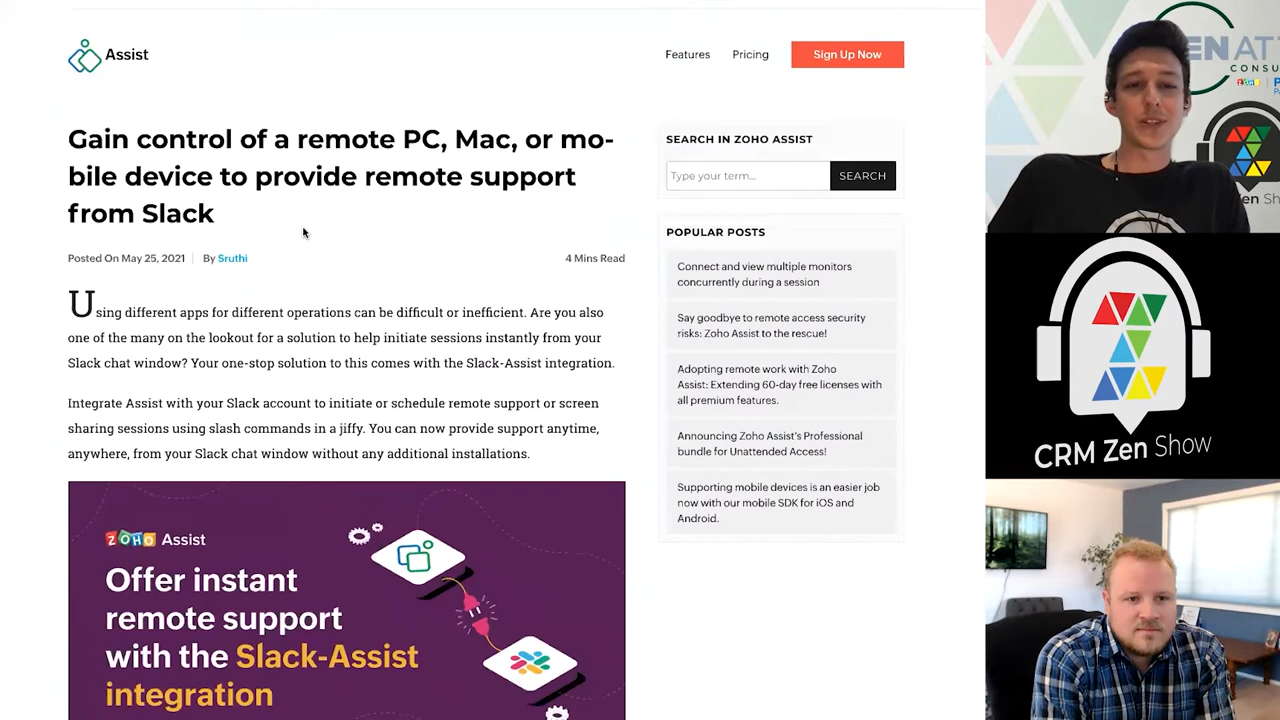 Assist
Features
Pricing
Sign Up Now
Gain control of a remote PC, Mac, or mo-
bile device to provide remote support
from Slack
Posted On May 25, 2021
By Sruthi
4 Mins Read
Using different apps for different operations can be difficult or inefficient. Are you also
one of the many on the lookout for a solution to help initiate sessions instantly from your
Slack chat window? Your one-stop solution to this comes with the Slack-Assist integration.
Integrate Assist with your Slack account to initiate or schedule remote support or screen
sharing sessions using slash commands in a jiffy. You can now provide support anytime,
anywhere, from your Slack chat window without any additional installations.
ZOHO Assist
Offer instant
remote support
with the Slack-Assist
integration
SEARCH IN ZOHO ASSIST
Type your term...
SEARCH
POPULAR POSTS
Connect and view multiple monitors
concurrently during a session
Say goodbye to remote access security
risks: Zoho Assist to the rescue!
Adopting remote work with Zoho
Assist: Extending 60-day free licenses with
all premium features.
Announcing Zoho Assist's Professional
bundle for Unattended Access!
Supporting mobile devices is an easier job
now with our mobile SDK for iOS and
Android.
CONSU
ZOHO
CRM Zen Show